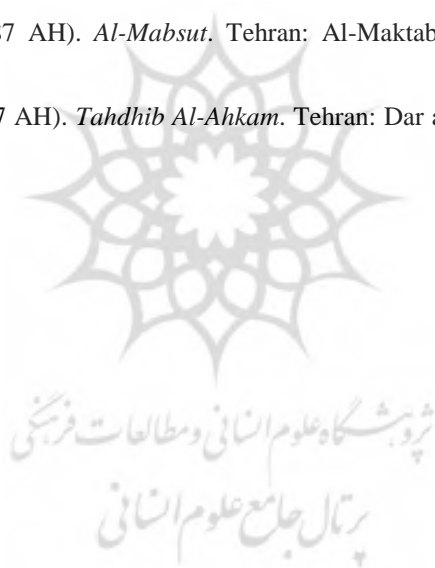 87 AH). Al-Mabsut. Tehran: Al-Maktab
7 AH). Tahdhib Al-Ahkam. Tehran: Dar a
پژوهشگاه علوم انسانی و مطالعات فرهنگی
پرتال جامع علوم انسانی